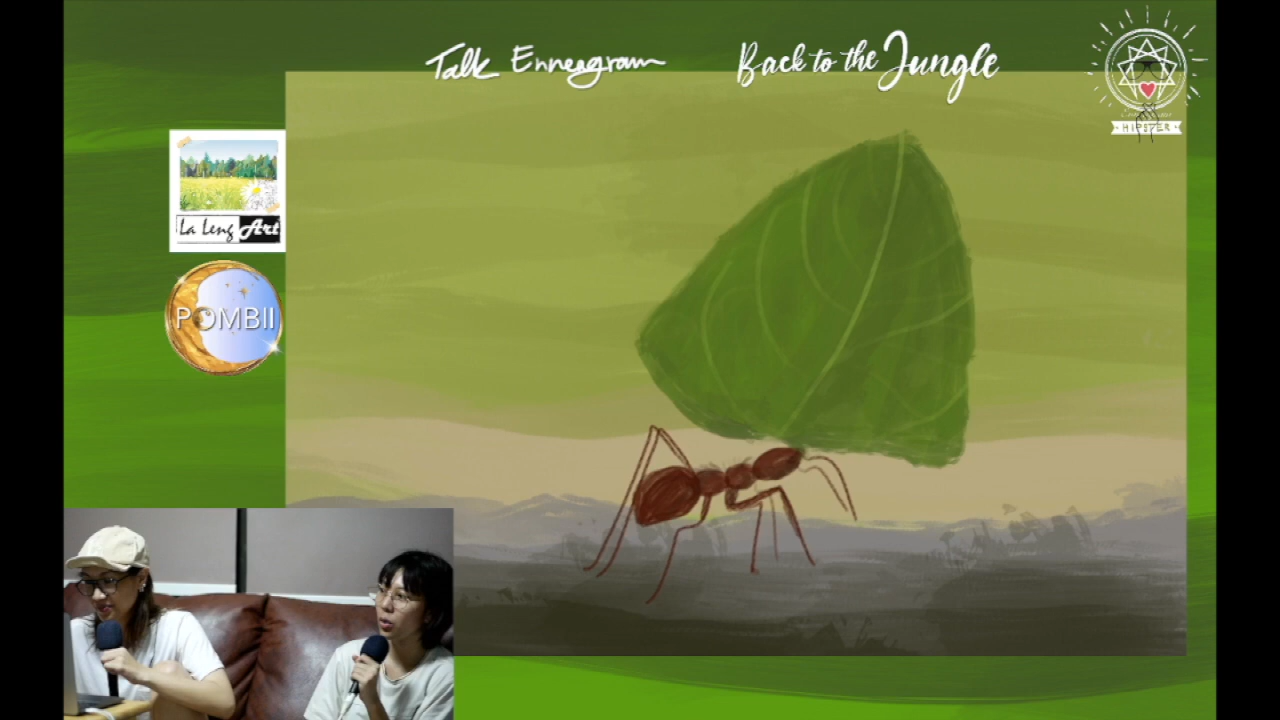 Talk Enneagram
Back to the Jungle
HIPSTER
La Leng Art
POMBII